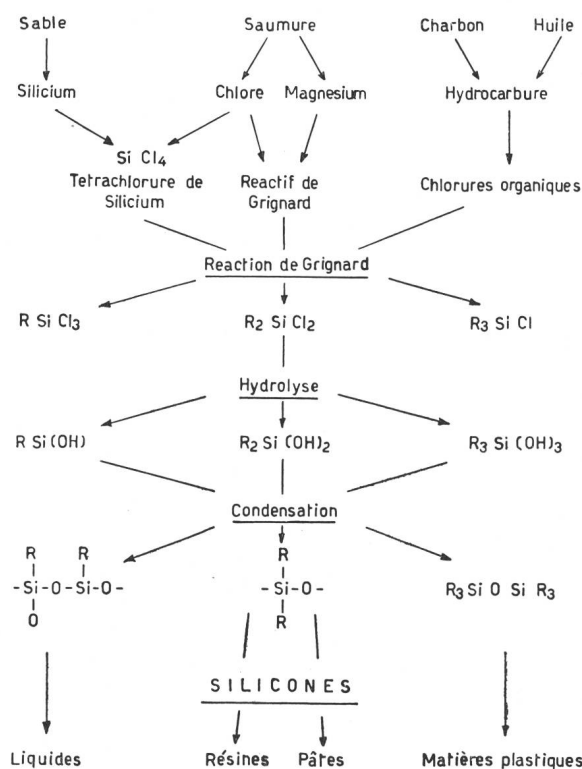 Sable Saumure Charbon Huile
Silicium Chlore Magnesium Hydrocarbure
Si Cl₄
Tetrachlorure de
Silicium
Reactif de
Grignard
Chlorures organiques
Reaction de Grignard
R Si Cl₃ R₂ Si Cl₂ R₃ Si Cl
Hydrolyse
R Si(OH) R₂ Si(OH)₂ R₃ Si (OH)₃
Condensation
R R
-Si-O-Si-O-
O
R
-Si-O-
R
R₃Si O Si R₃
SILICONES
Liquides Résines Pâtes Matières plastiques